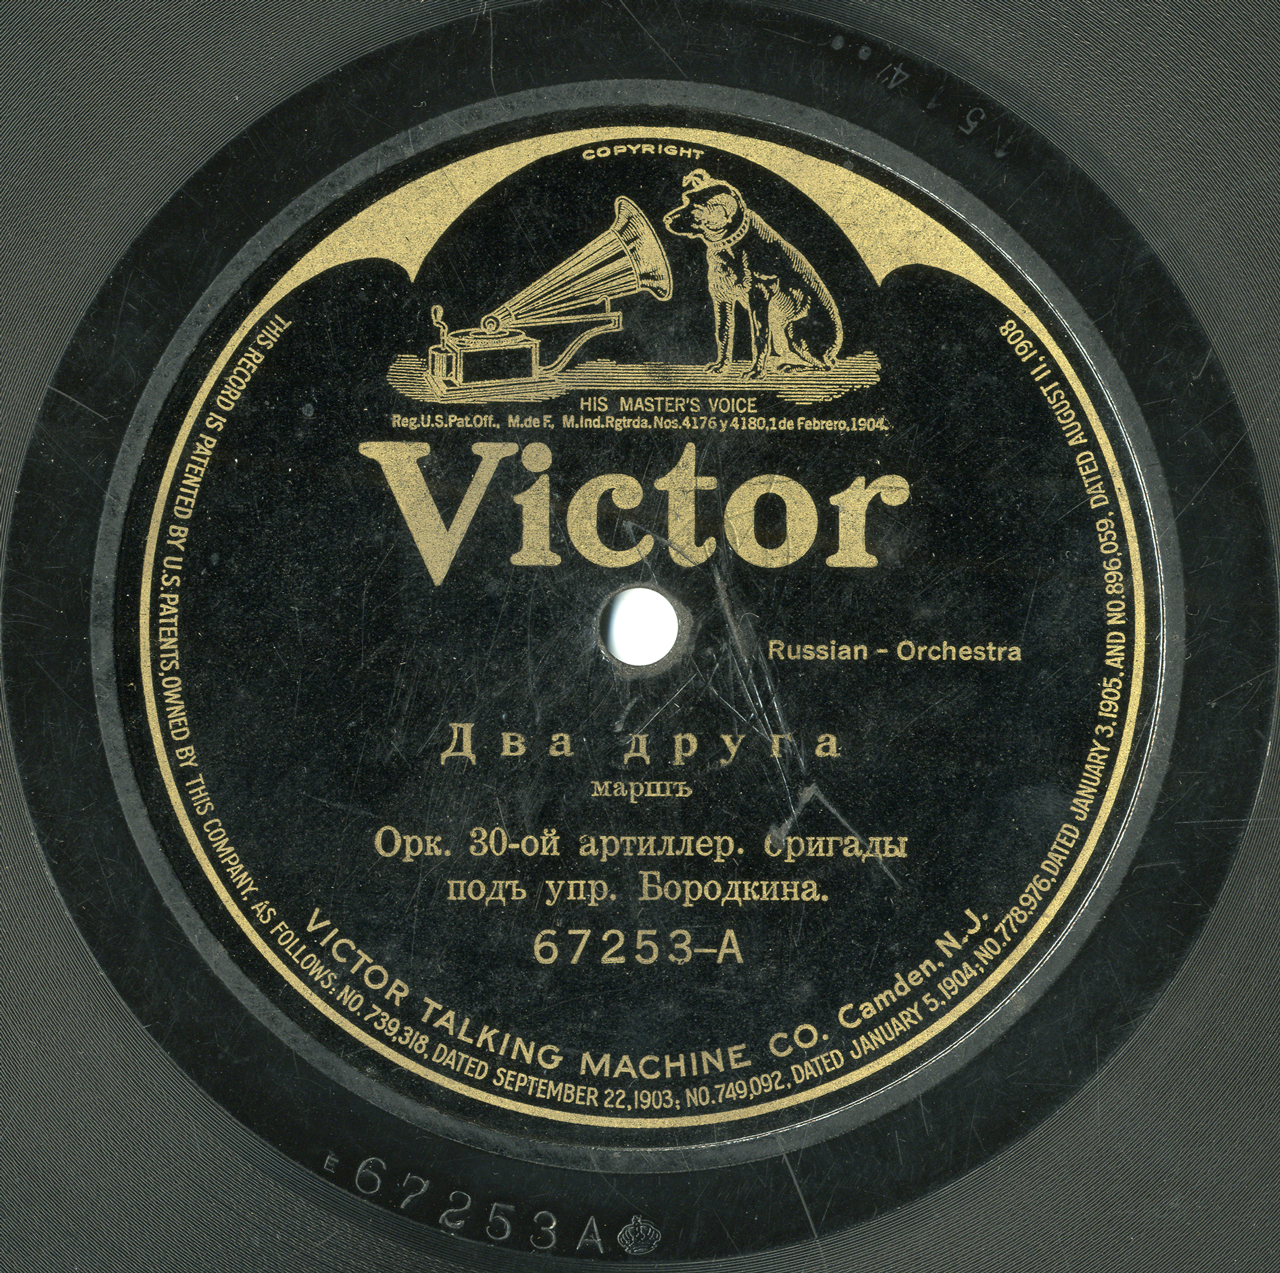 COPYRIGHT
HIS MASTER'S VOICE
Reg.U.S.Pat.Off., M.de F., M.Ind.Rgtrda.Nos.4176 y 4180,1 de Febrero,1904.
Victor
Russian - Orchestra
Два друга
маршъ
Орк. 30-ой артиллер. бригады
подъ упр. Бородкина.
67253-A
VICTOR TALKING MACHINE CO. Camden, N.J.
THIS RECORD IS PATENTED BY U.S. PATENTS, OWNED BY THIS COMPANY, AS FOLLOWS: NO. 739,318, DATED SEPTEMBER 22, 1903; NO. 749,092, DATED JANUARY 5, 1904; NO. 778,976, DATED JANUARY 3, 1905, AND NO. 896,059, DATED AUGUST 11, 1908
E 67253A